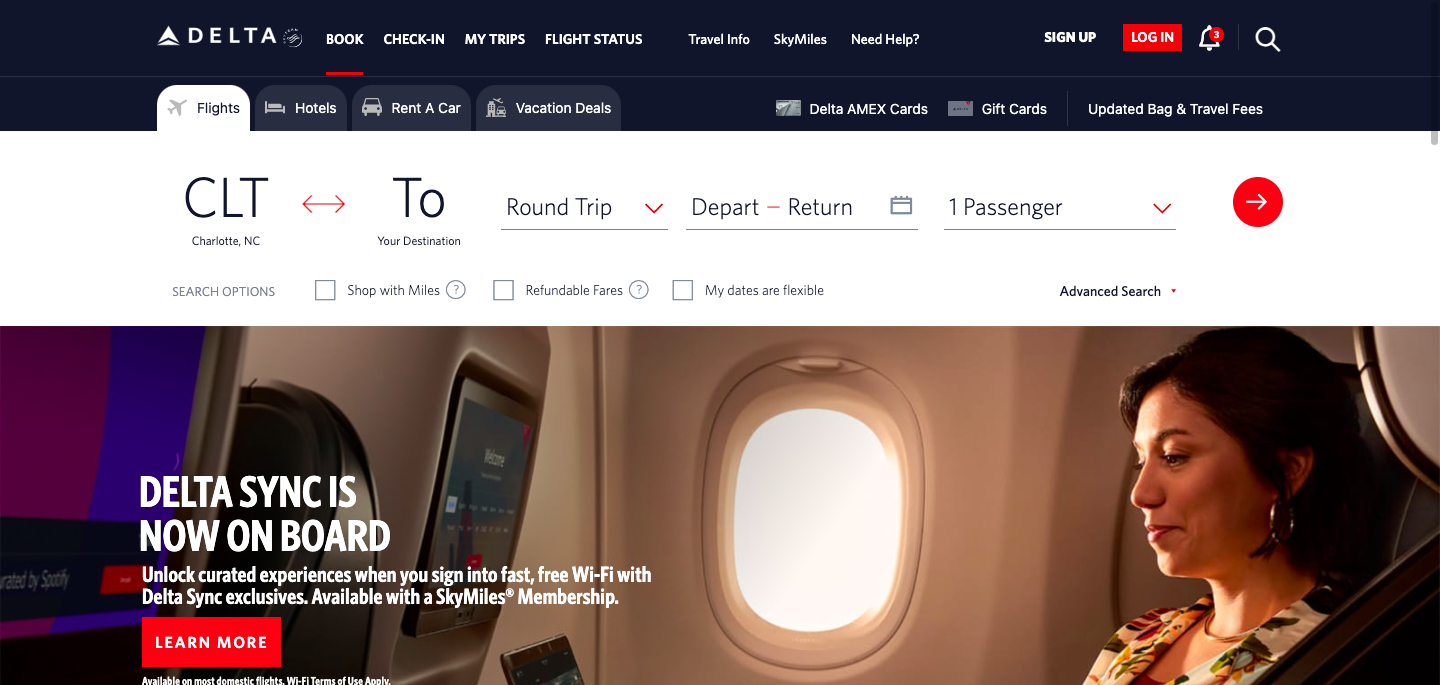 DELTA
BOOK CHECK-IN MY TRIPS FLIGHT STATUS Travel Info SkyMiles Need Help? SIGN UP LOG IN 3
Flights Hotels Rent A Car Vacation Deals Delta AMEX Cards Gift Cards Updated Bag & Travel Fees
CLT To Round Trip Depart – Return 1 Passenger
Charlotte, NC Your Destination
SEARCH OPTIONS Shop with Miles ? Refundable Fares ? My dates are flexible Advanced Search
Welcome
DELTA SYNC IS
NOW ON BOARD
urated by Spotify
Unlock curated experiences when you sign into fast, free Wi-Fi with
Delta Sync exclusives. Available with a SkyMiles® Membership.
LEARN MORE
Available on most domestic flights. Wi-Fi Terms of Use Apply.